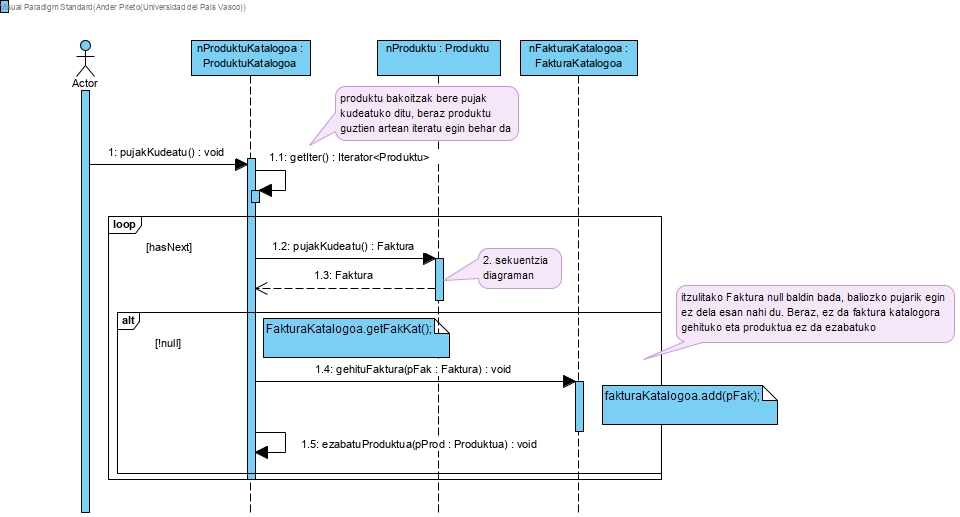 Visual Paradigm Standard(Ander Prieto(Universidad del Pais Vasco))
nProduktuKatalogoa :
ProduktuKatalogoa
nProduktu : Produktu
nFakturaKatalogoa :
FakturaKatalogoa
Actor
produktu bakoitzak bere pujak
kudeatuko ditu, beraz produktu
guztien artean iteratu egin behar da
1: pujakKudeatu() : void
1.1: getIter() : Iterator<Produktu>
loop
[hasNext]
1.2: pujakKudeatu() : Faktura
2. sekuentzia
diagraman
1.3: Faktura
itzulitako Faktura null baldin bada, baliozko pujarik egin
ez dela esan nahi du. Beraz, ez da faktura katalogora
gehituko eta produktua ez da ezabatuko
alt
[!null]
FakturaKatalogoa.getFakKat();
1.4: gehituFaktura(pFak : Faktura) : void
fakturaKatalogoa.add(pFak);
1.5: ezabatuProduktua(pProd : Produktua) : void